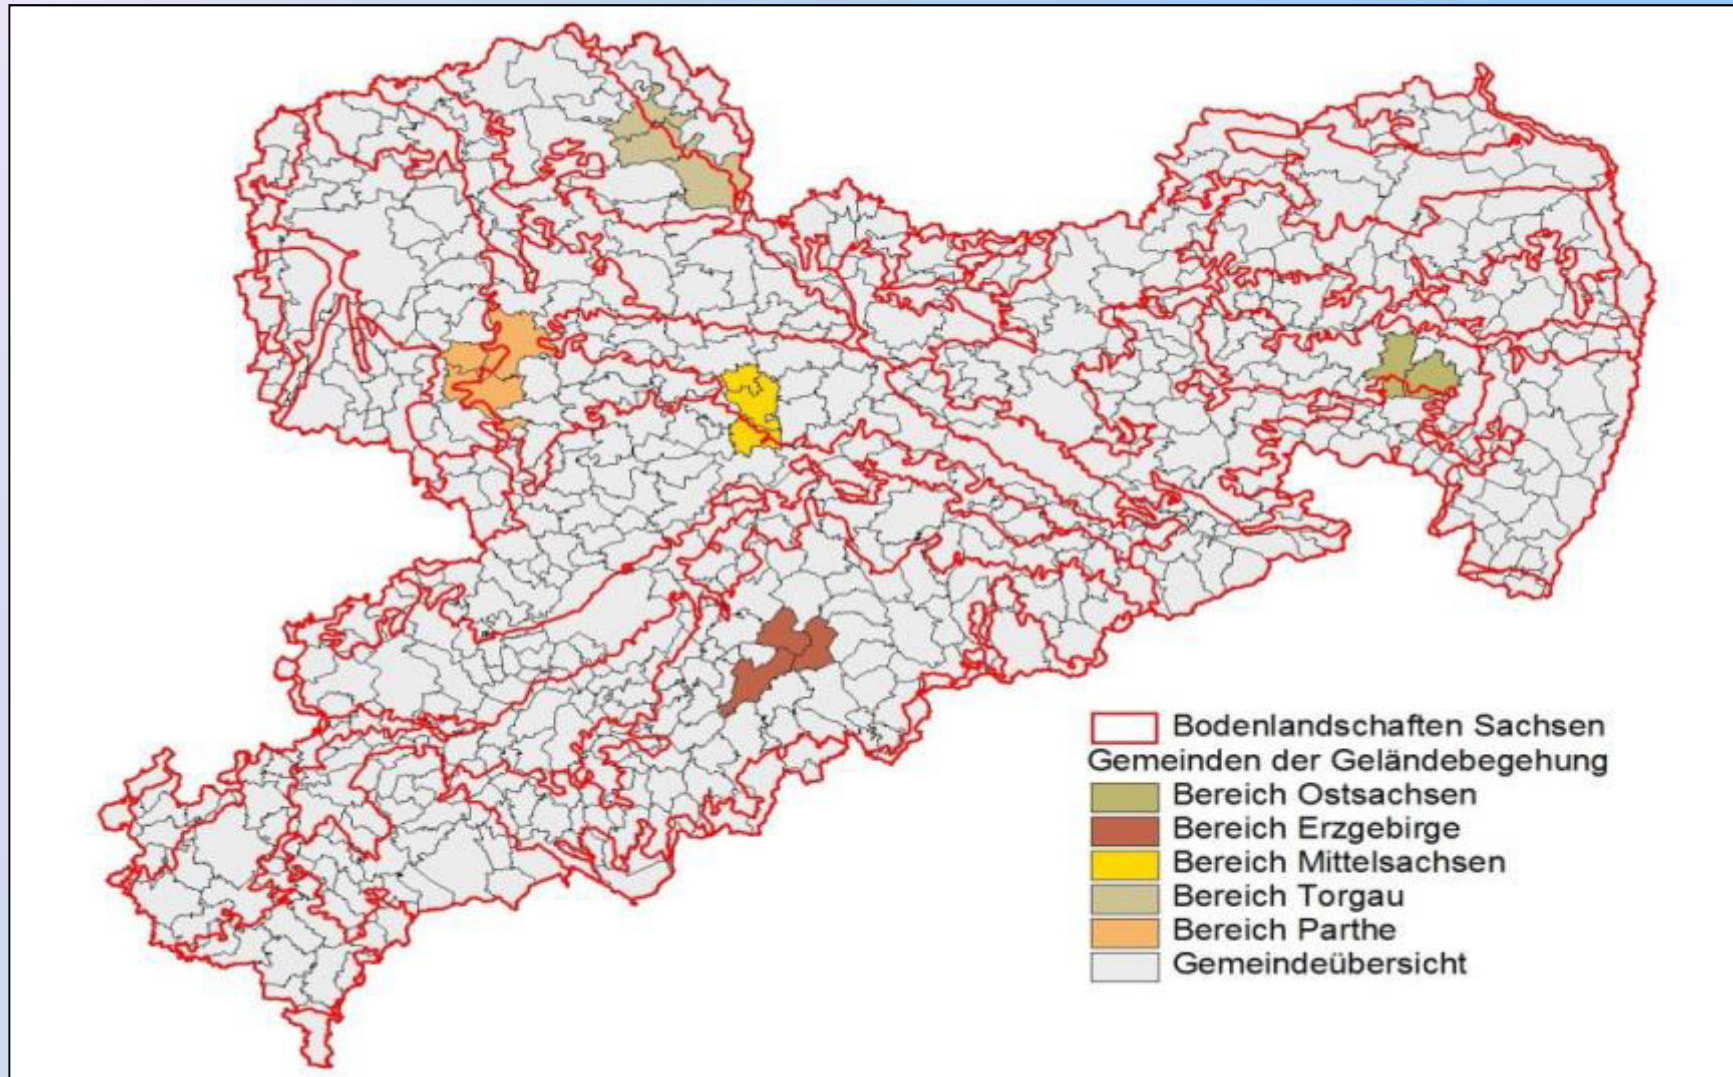 Bodenlandschaften Sachsen
Gemeinden der Geländebegehung
Bereich Ostsachsen
Bereich Erzgebirge
Bereich Mittelsachsen
Bereich Torgau
Bereich Parthe
Gemeindeübersicht